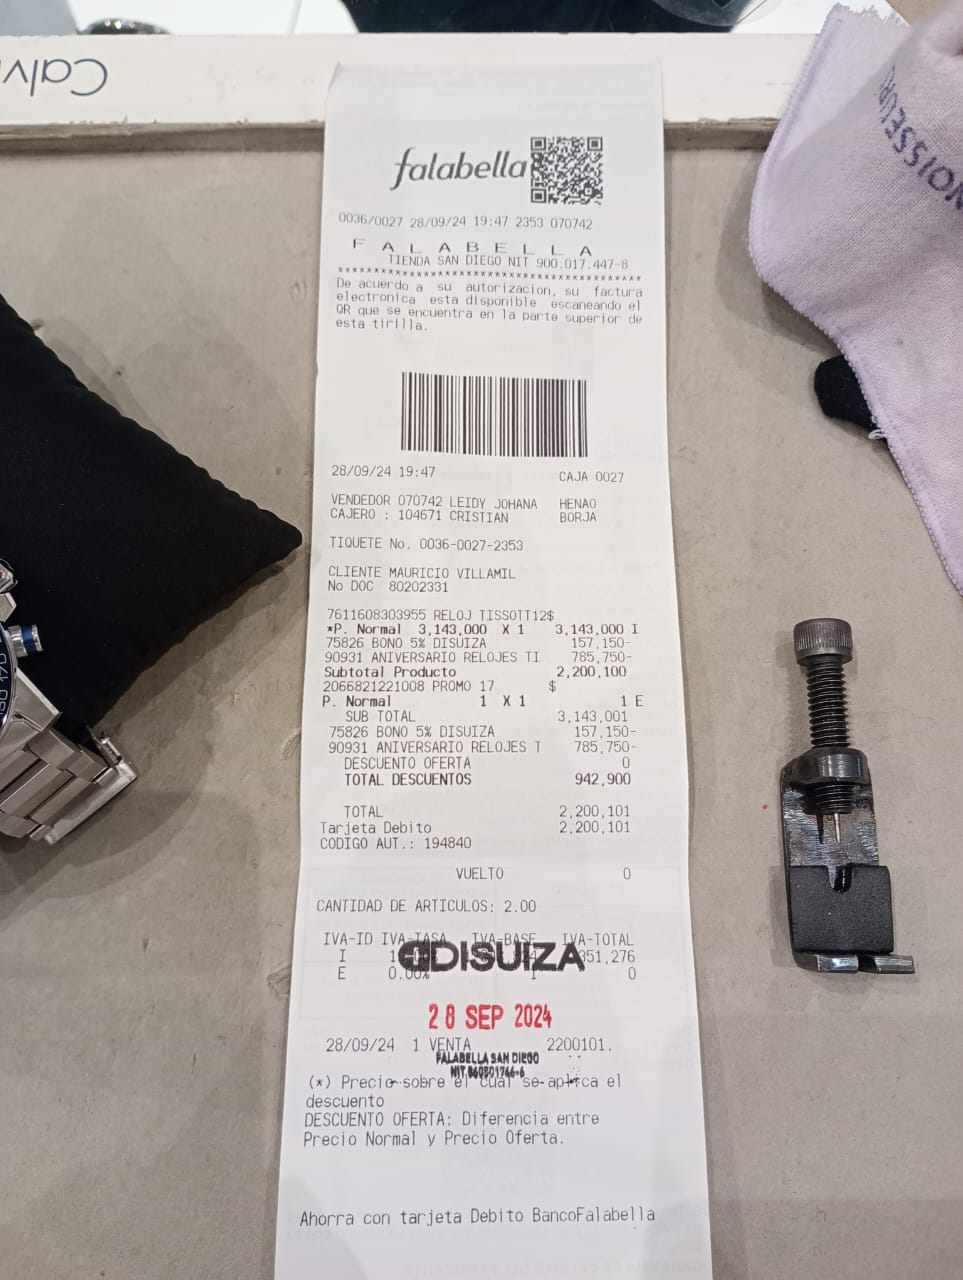 Calv
NOISSEUR
falabella
0036/0027 28/09/24 19:47 2353 070742
F A L A B E L L A
TIENDA SAN DIEGO NIT 900.017.447-8
****************************************
De acuerdo a su autorizacion, su factura
electronica esta disponible escaneando el
QR que se encuentra en la parte superior de
esta tirilla.
28/09/24 19:47 CAJA 0027
VENDEDOR 070742 LEIDY JOHANA HENAO
CAJERO : 104671 CRISTIAN BORJA
TIQUETE No. 0036-0027-2353
CLIENTE MAURICIO VILLAMIL
No DOC 80202331
7611608303955 RELOJ TISSOTT12$
*P. Normal 3,143,000 X 1 3,143,000 I
75826 BONO 5% DISUIZA 157,150-
90931 ANIVERSARIO RELOJES TI 785,750-
Subtotal Producto 2,200,100
2066821221008 PROMO 17 $
P. Normal 1 X 1 1 E
SUB TOTAL 3,143,001
75826 BONO 5% DISUIZA 157,150-
90931 ANIVERSARIO RELOJES T 785,750-
DESCUENTO OFERTA 0
TOTAL DESCUENTOS 942,900
TOTAL 2,200,101
Tarjeta Debito 2,200,101
CODIGO AUT.: 194840
VUELTO 0
CANTIDAD DE ARTICULOS: 2.00
IVA-ID IVA-TASA IVA-BASE IVA-TOTAL
I 351,276
E 0.00% 1 0
DISUIZA
28 SEP 2024
28/09/24 1 VENTA 2200101.
FALABELLA SAN DIEGO
(*) Precio sobre el cual se aplica el
descuento
DESCUENTO OFERTA: Diferencia entre
Precio Normal y Precio Oferta.
Ahorra con tarjeta Debito BancoFalabella